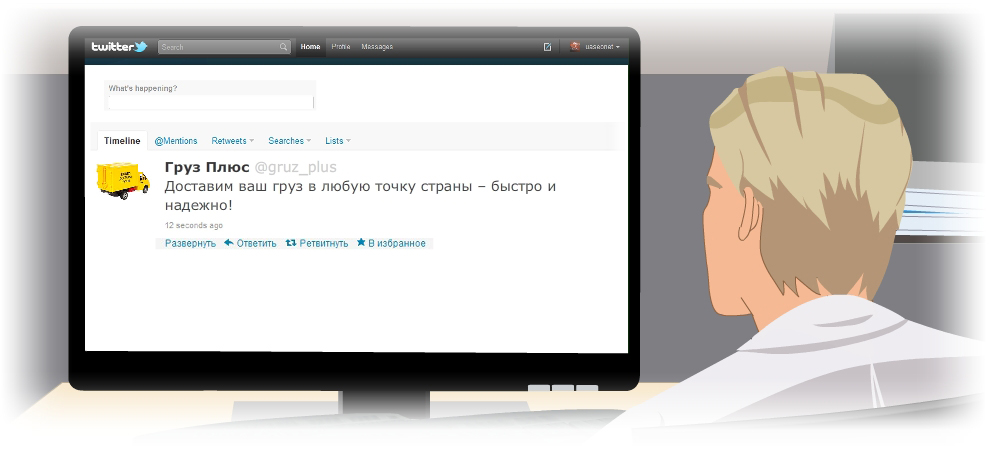 twitter Search Home Profile Messages uaseonet
What's happening?
Timeline @Mentions Retweets Searches Lists
Груз Плюс @gruz_plus
Доставим ваш груз в любую точку страны – быстро и
надежно!
12 seconds ago
Развернуть Ответить Ретвитнуть В избранное